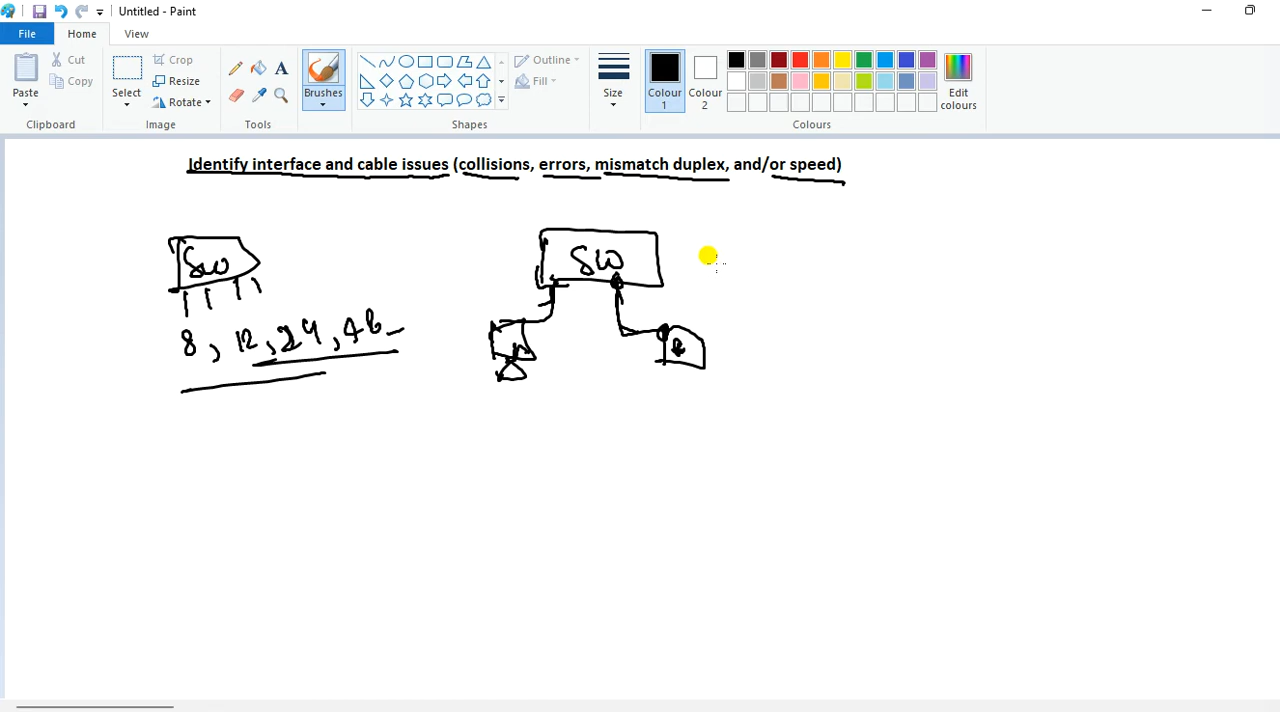 Untitled - Paint
File Home View
Paste
Cut
Copy
Clipboard
Select
Crop
Resize
Rotate
Image
Tools
Brushes
Shapes
Outline
Fill
Size
Colour 1
Colour 2
Edit colours
Colours
Identify interface and cable issues (collisions, errors, mismatch duplex, and/or speed)
SW
8, 12, 24, 48
SW
R